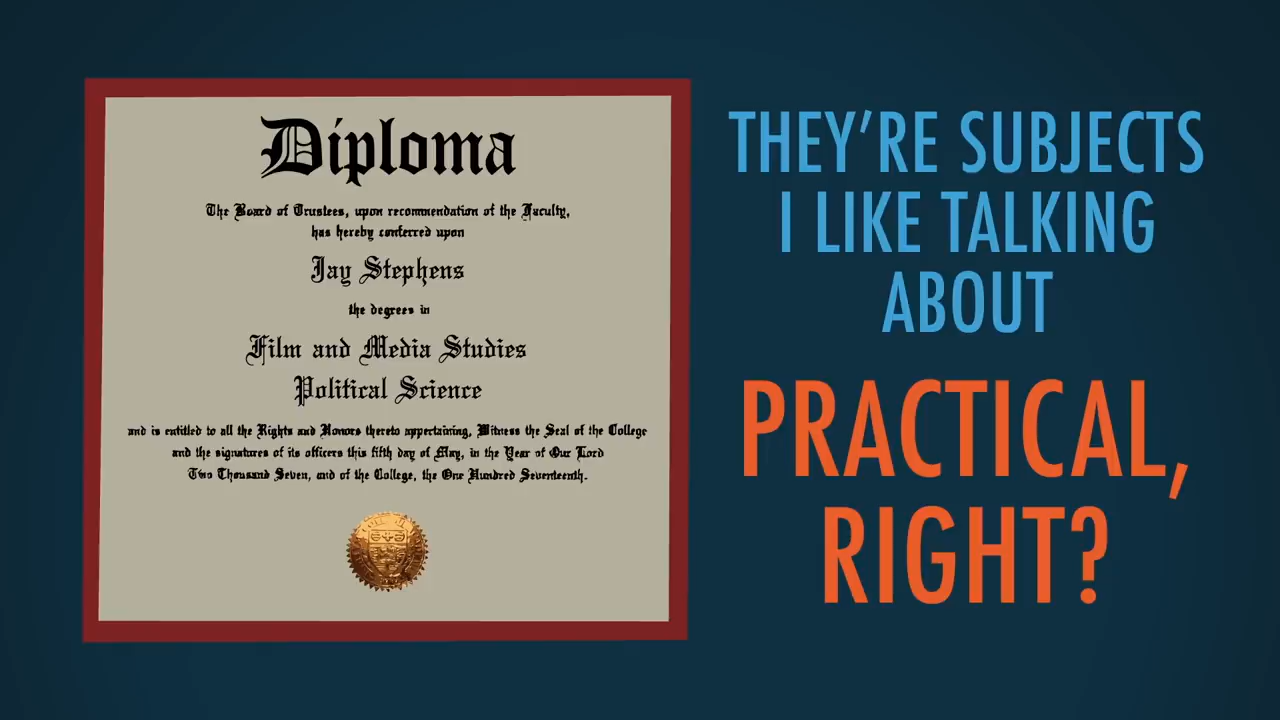 Diploma
The Board of Trustees, upon recommendation of the Faculty,
has hereby conferred upon
Jay Stephens
the degrees in
Film and Media Studies
Political Science
and is entitled to all the Rights and Honors thereto appertaining, Witness the Seal of the College
and the signatures of its officers this fifth day of May, in the Year of Our Lord
Two Thousand Seven, and of the College, the One Hundred Seventeenth.
THEY'RE SUBJECTS
I LIKE TALKING
ABOUT
PRACTICAL,
RIGHT?